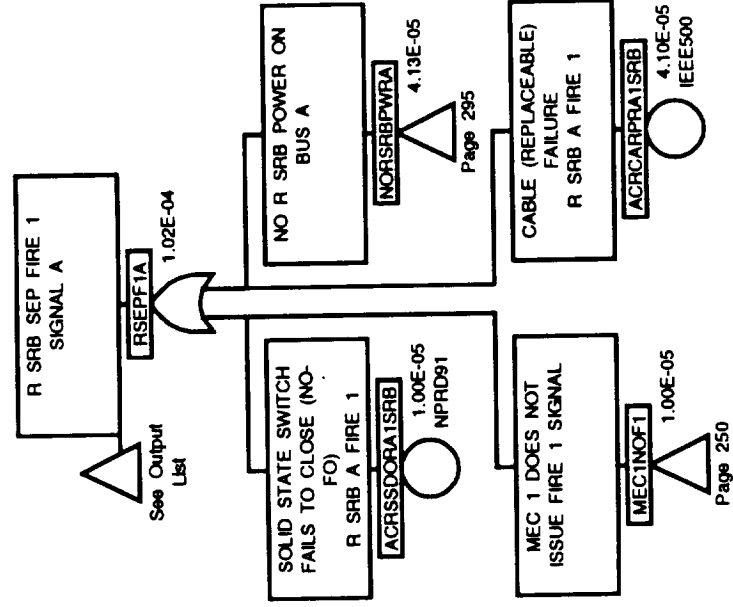 R SRB SEP FIRE 1
SIGNAL A
RSEPF1A
1.02E-04
See Output
List
SOLID STATE SWITCH
FAILS TO CLOSE (NO-
FO)
R SRB A FIRE 1
ACRSSDORA1SRB
1.00E-05
NPRD91
NO R SRB POWER ON
BUS A
NORSRBPWRA
4.13E-05
Page 295
MEC 1 DOES NOT
ISSUE FIRE 1 SIGNAL
MEC1NOF1
1.00E-05
Page 250
CABLE (REPLACEABLE)
FAILURE
R SRB A FIRE 1
ACRCARPRA1SRB
4.10E-05
IEEE500